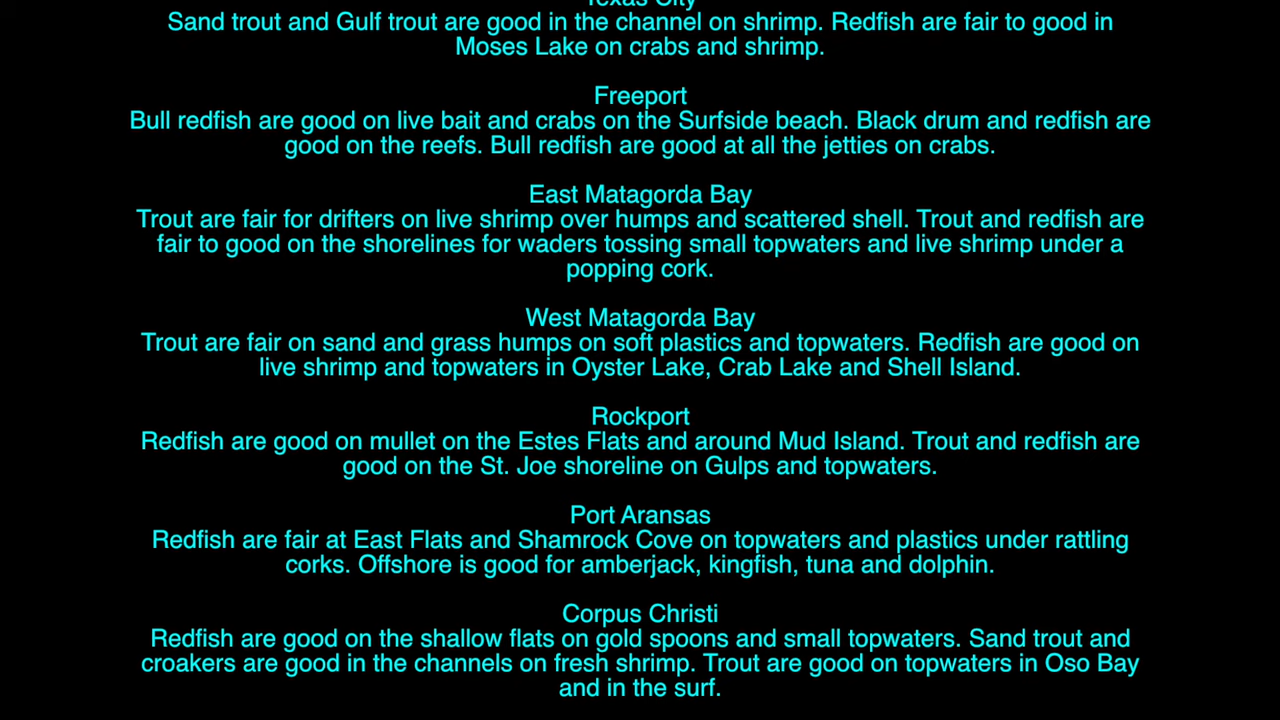 Texas City
Sand trout and Gulf trout are good in the channel on shrimp. Redfish are fair to good in
Moses Lake on crabs and shrimp.
Freeport
Bull redfish are good on live bait and crabs on the Surfside beach. Black drum and redfish are
good on the reefs. Bull redfish are good at all the jetties on crabs.
East Matagorda Bay
Trout are fair for drifters on live shrimp over humps and scattered shell. Trout and redfish are
fair to good on the shorelines for waders tossing small topwaters and live shrimp under a
popping cork.
West Matagorda Bay
Trout are fair on sand and grass humps on soft plastics and topwaters. Redfish are good on
live shrimp and topwaters in Oyster Lake, Crab Lake and Shell Island.
Rockport
Redfish are good on mullet on the Estes Flats and around Mud Island. Trout and redfish are
good on the St. Joe shoreline on Gulps and topwaters.
Port Aransas
Redfish are fair at East Flats and Shamrock Cove on topwaters and plastics under rattling
corks. Offshore is good for amberjack, kingfish, tuna and dolphin.
Corpus Christi
Redfish are good on the shallow flats on gold spoons and small topwaters. Sand trout and
croakers are good in the channels on fresh shrimp. Trout are good on topwaters in Oso Bay
and in the surf.